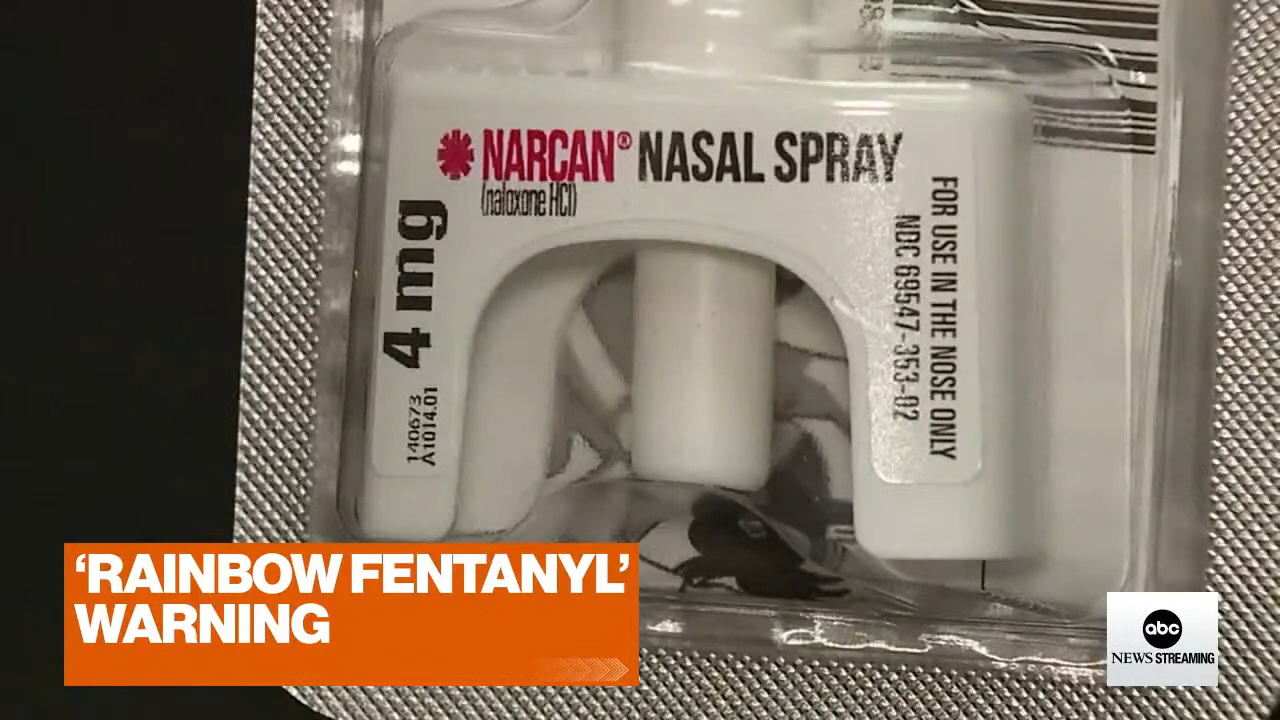 NARCAN® NASAL SPRAY
(naloxone HCl)
4 mg
140673
A1014.01
FOR USE IN THE NOSE ONLY
NDC 69547-353-02
‘RAINBOW FENTANYL’
WARNING
abc
NEWS STREAMING